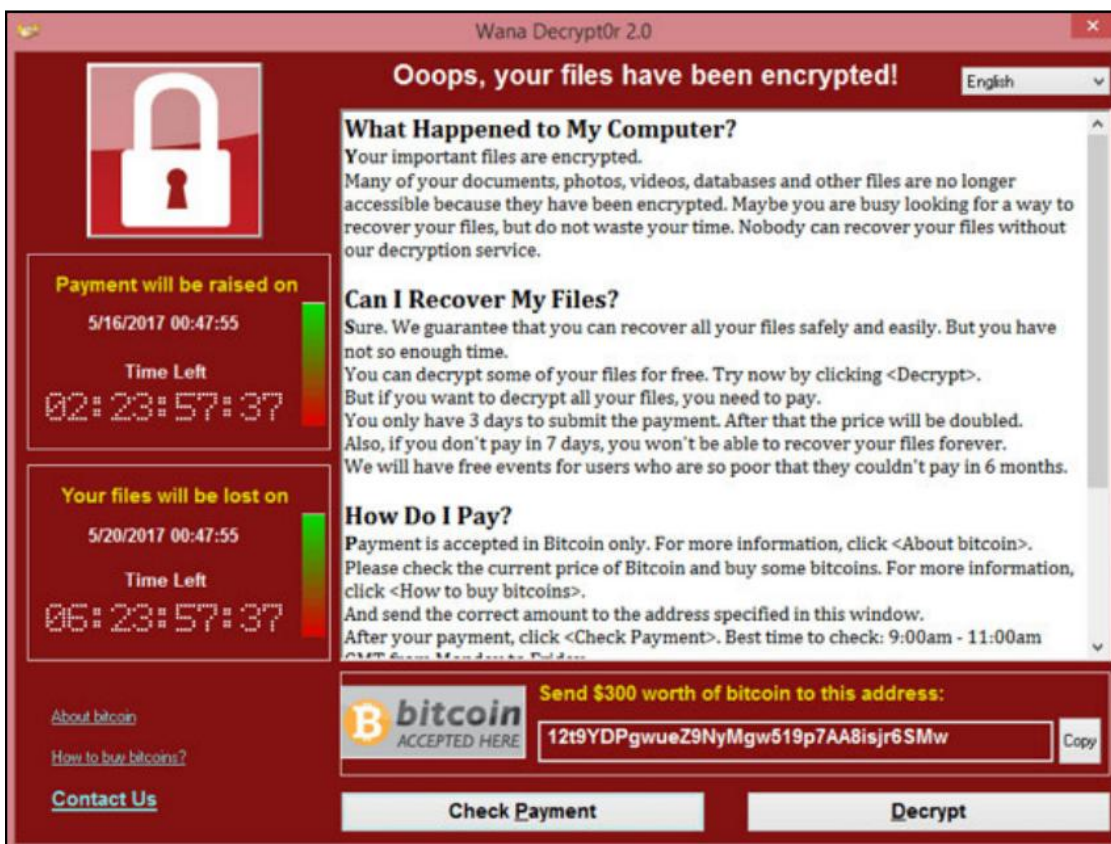 Wana Decrypt0r 2.0
Ooops, your files have been encrypted!
English
What Happened to My Computer?
Your important files are encrypted.
Many of your documents, photos, videos, databases and other files are no longer
accessible because they have been encrypted. Maybe you are busy looking for a way to
recover your files, but do not waste your time. Nobody can recover your files without
our decryption service.
Can I Recover My Files?
Sure. We guarantee that you can recover all your files safely and easily. But you have
not so enough time.
You can decrypt some of your files for free. Try now by clicking <Decrypt>.
But if you want to decrypt all your files, you need to pay.
You only have 3 days to submit the payment. After that the price will be doubled.
Also, if you don't pay in 7 days, you won't be able to recover your files forever.
We will have free events for users who are so poor that they couldn't pay in 6 months.
How Do I Pay?
Payment is accepted in Bitcoin only. For more information, click <About bitcoin>.
Please check the current price of Bitcoin and buy some bitcoins. For more information,
click <How to buy bitcoins>.
And send the correct amount to the address specified in this window.
After your payment, click <Check Payment>. Best time to check: 9:00am - 11:00am
GMT from Monday to Friday.
Payment will be raised on
5/16/2017 00:47:55
Time Left
02:23:57:37
Your files will be lost on
5/20/2017 00:47:55
Time Left
06:23:57:37
About bitcoin
How to buy bitcoins?
Contact Us
bitcoin
ACCEPTED HERE
Send $300 worth of bitcoin to this address:
12t9YDPgwueZ9NyMgw519p7AA8isjr6SMw
Copy
Check Payment
Decrypt